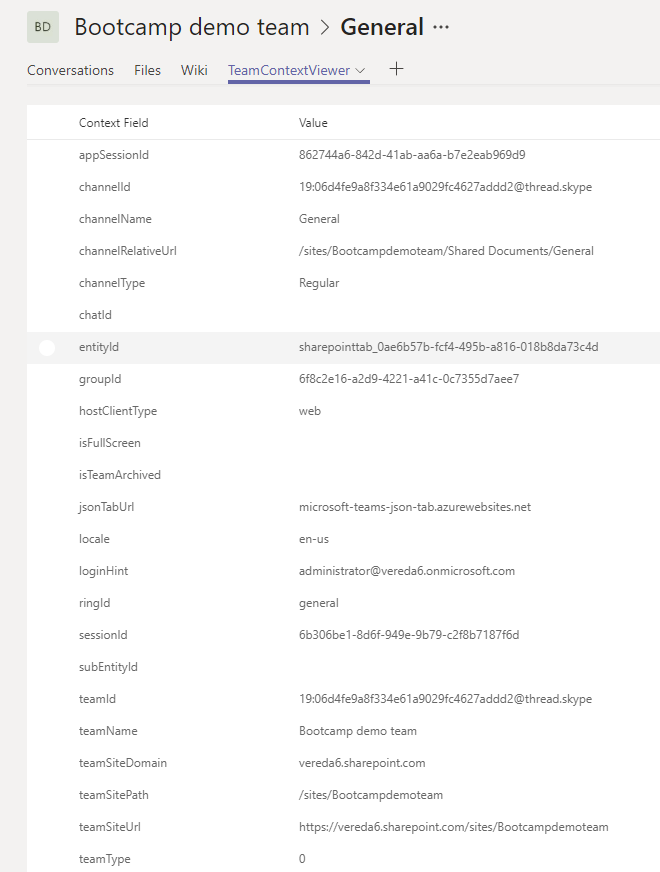 BD Bootcamp demo team > General ...
Conversations Files Wiki TeamContextViewer +
Context Field Value
appSessionId 862744a6-842d-41ab-aa6a-b7e2eab969d9
channelId 19:06d4fe9a8f334e61a9029fc4627addd2@thread.skype
channelName General
channelRelativeUrl /sites/Bootcampdemoteam/Shared Documents/General
channelType Regular
chatId
entityId sharepointtab_0ae6b57b-fcf4-495b-a816-018b8da73c4d
groupId 6f8c2e16-a2d9-4221-a41c-0c7355d7aee7
hostClientType web
isFullScreen
isTeamArchived
jsonTabUrl microsoft-teams-json-tab.azurewebsites.net
locale en-us
loginHint administrator@vereda6.onmicrosoft.com
ringId general
sessionId 6b306be1-8d6f-949e-9b79-c2f8b7187f6d
subEntityId
teamId 19:06d4fe9a8f334e61a9029fc4627addd2@thread.skype
teamName Bootcamp demo team
teamSiteDomain vereda6.sharepoint.com
teamSitePath /sites/Bootcampdemoteam
teamSiteUrl https://vereda6.sharepoint.com/sites/Bootcampdemoteam
teamType 0